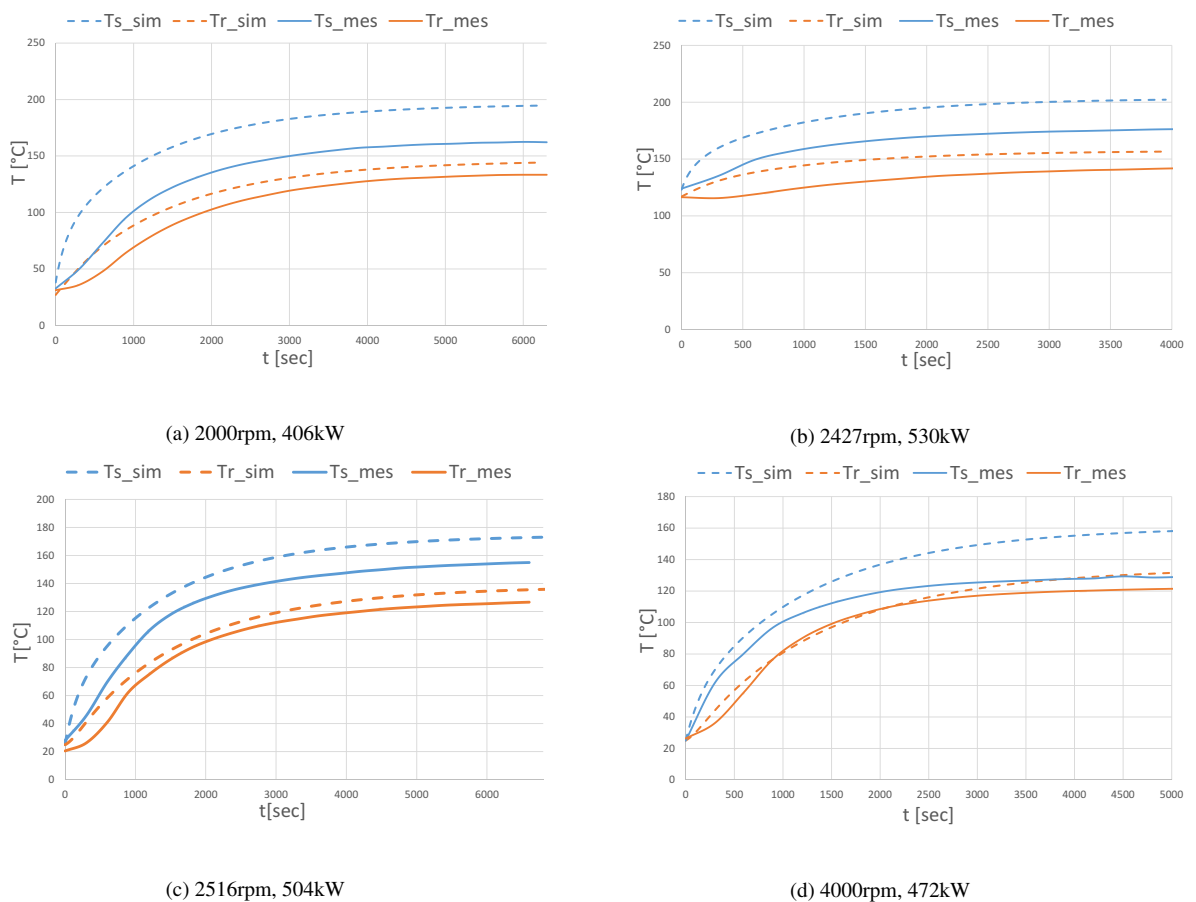 Ts_sim Tr_sim Ts_mes Tr_mes
250
200
150
100
50
0
T [°C]
0 1000 2000 3000 4000 5000 6000
t [sec]
(a) 2000rpm, 406kW
Ts_sim Tr_sim Ts_mes Tr_mes
250
200
150
100
50
0
T [°C]
0 500 1000 1500 2000 2500 3000 3500 4000
t [sec]
(b) 2427rpm, 530kW
Ts_sim Tr_sim Ts_mes Tr_mes
200
180
160
140
120
100
80
60
40
20
0
T[°C]
0 1000 2000 3000 4000 5000 6000
t[sec]
(c) 2516rpm, 504kW
Ts_sim Tr_sim Ts_mes Tr_mes
180
160
140
120
100
80
60
40
20
0
T [°C]
0 500 1000 1500 2000 2500 3000 3500 4000 4500 5000
t [sec]
(d) 4000rpm, 472kW